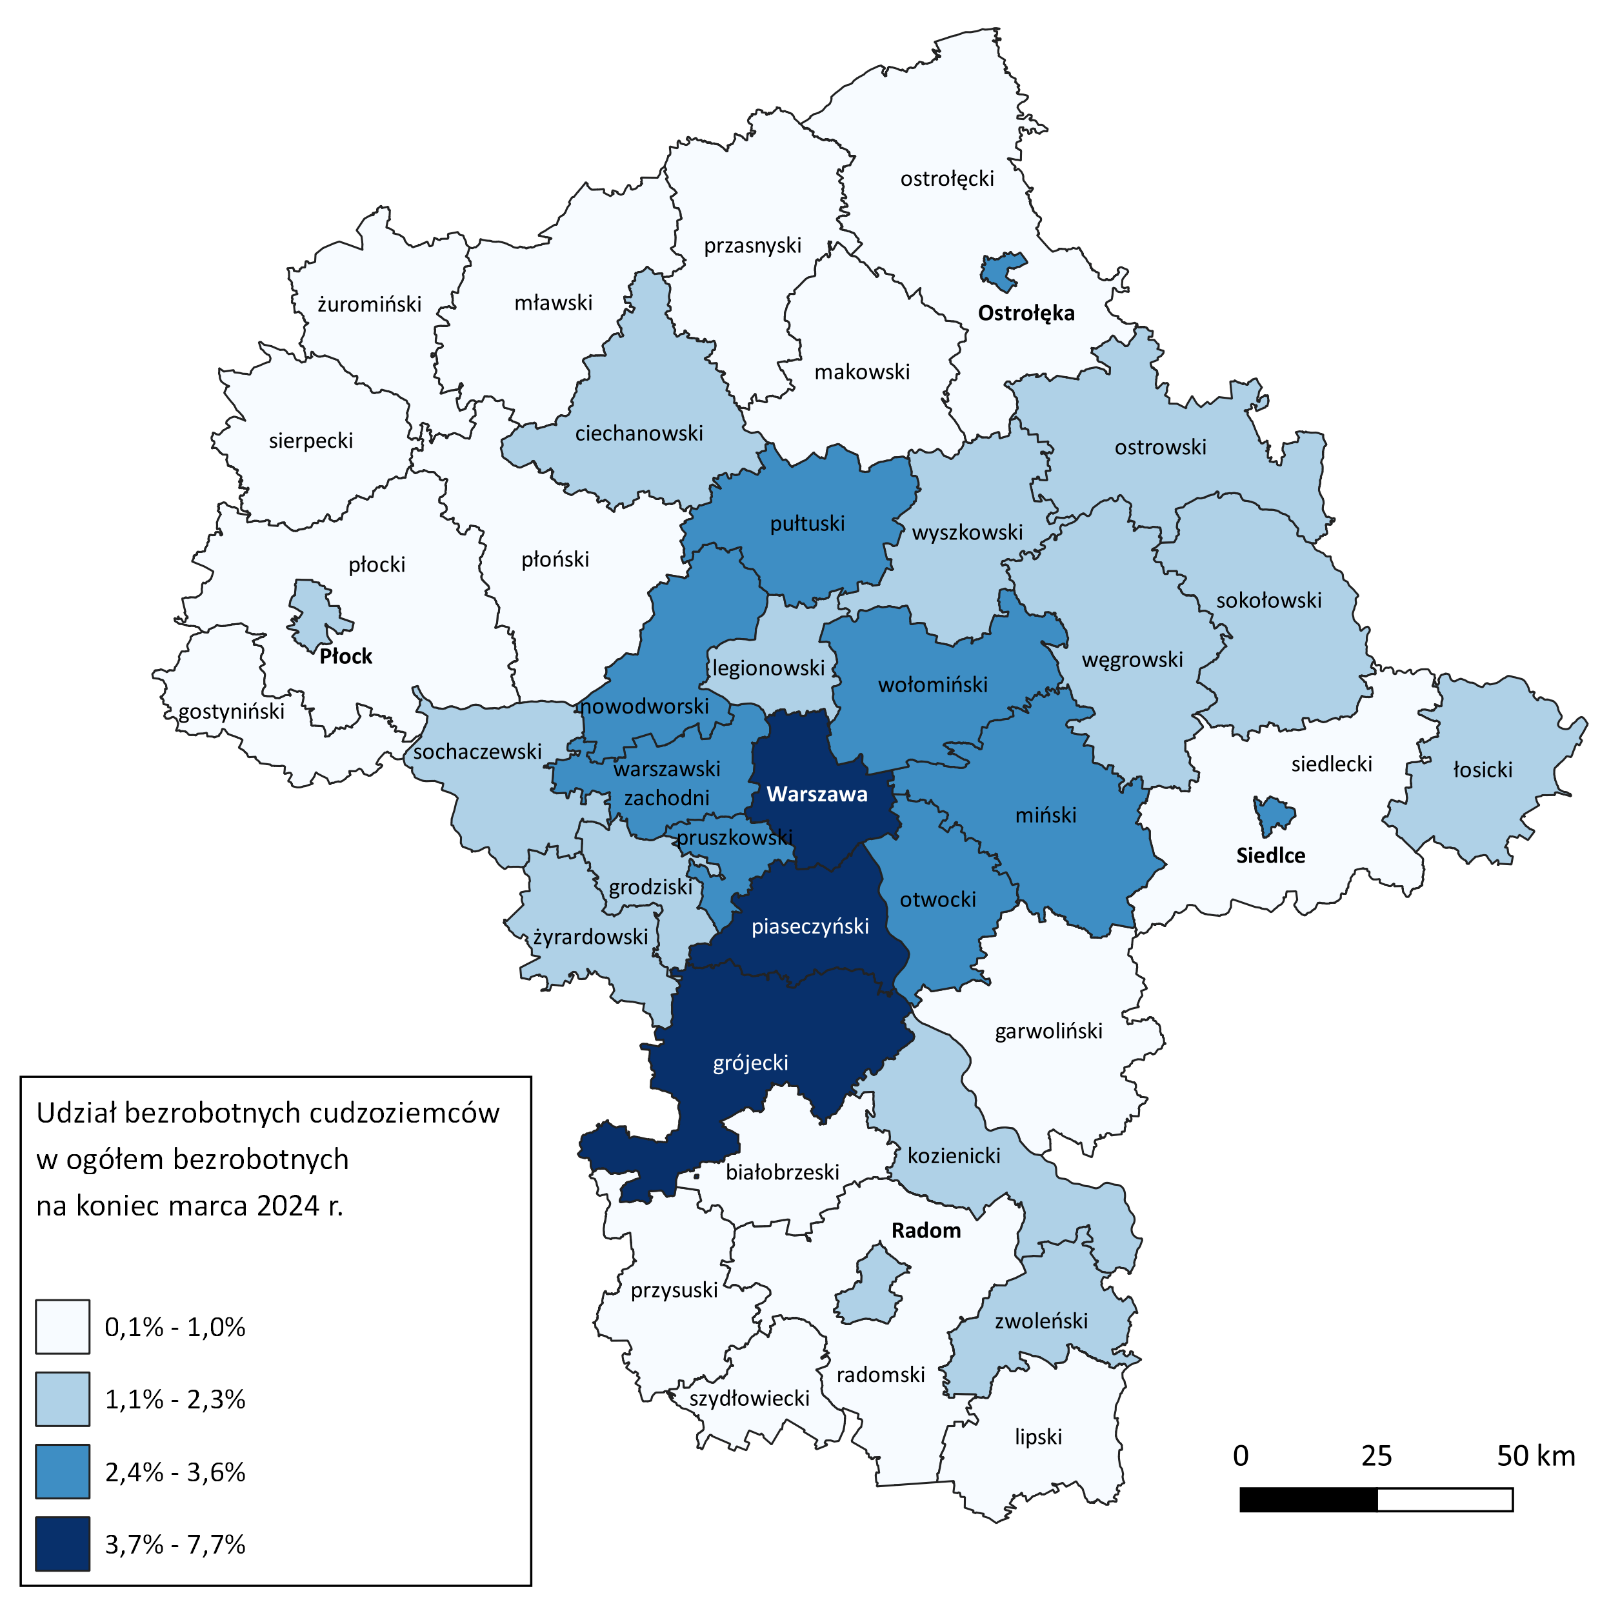 ostrołęcki
przasnyski
żuromiński
mławski
Ostrołęka
makowski
sierpecki
ciechanowski
ostrowski
pułtuski
wyszkowski
płocki
płoński
sokołowski
Płock
legionowski
węgrowski
wołomiński
gostyniński
nowodworski
sochaczewski
warszawski
zachodni
Warszawa
siedlecki
łosicki
miński
pruszkowski
Siedlce
grodziski
otwocki
piaseczyński
żyrardowski
garwoliński
grójecki
kozienicki
białobrzeski
Radom
przysuski
zwoleński
radomski
szydłowiecki
lipski
Udział bezrobotnych cudzoziemców
w ogółem bezrobotnych
na koniec marca 2024 r.
0,1% - 1,0%
1,1% - 2,3%
2,4% - 3,6%
3,7% - 7,7%
0 25 50 km